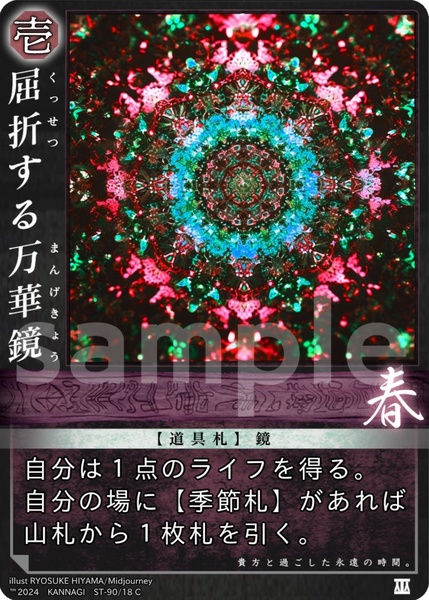 壱
屈折する万華鏡
くっせつ
まんげきょう
sample
春
【道具札】鏡
自分は1点のライフを得る。
自分の場に【季節札】があれば
山札から1枚札を引く。
貴方と過ごした永遠の時間。
illust RYOSUKE HIYAMA/Midjourney
™2024 KANNAGI ST-90/18 C